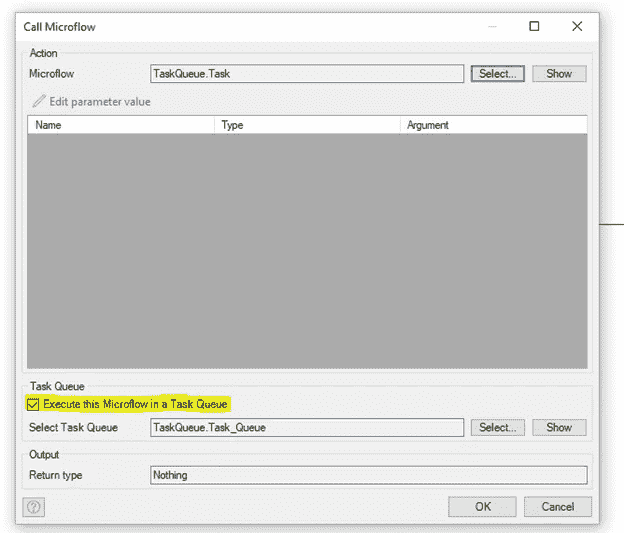 Call Microflow
Action
Microflow TaskQueue.Task Select... Show
Edit parameter value
Name Type Argument
Task Queue
Execute this Microflow in a Task Queue
Select Task Queue TaskQueue.Task_Queue Select... Show
Output
Return type Nothing
? OK Cancel